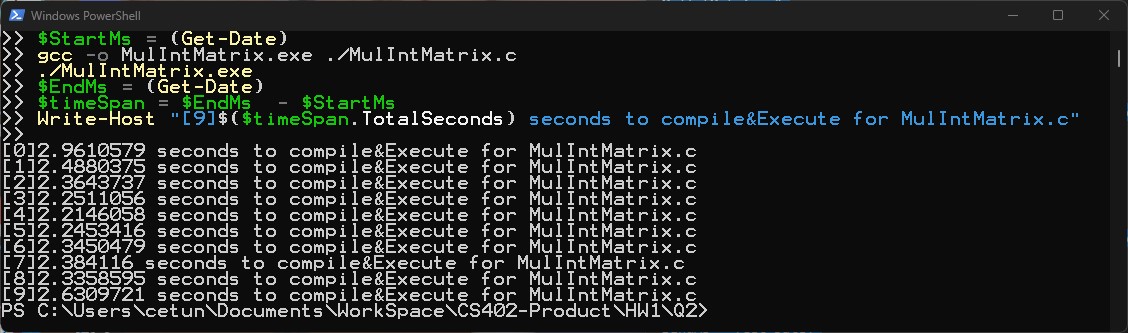 Windows PowerShell
>> $StartMs = (Get-Date)
>> gcc -o MulIntMatrix.exe ./MulIntMatrix.c
>> ./MulIntMatrix.exe
>> $EndMs = (Get-Date)
>> $timeSpan = $EndMs  - $StartMs
>> Write-Host "[9]$($timeSpan.TotalSeconds) seconds to compile&Execute for MulIntMatrix.c"
>>
[0]2.9610579 seconds to compile&Execute for MulIntMatrix.c
[1]2.4880375 seconds to compile&Execute for MulIntMatrix.c
[2]2.3643737 seconds to compile&Execute for MulIntMatrix.c
[3]2.2511056 seconds to compile&Execute for MulIntMatrix.c
[4]2.2146058 seconds to compile&Execute for MulIntMatrix.c
[5]2.2453416 seconds to compile&Execute for MulIntMatrix.c
[6]2.3450479 seconds to compile&Execute for MulIntMatrix.c
[7]2.384116 seconds to compile&Execute for MulIntMatrix.c
[8]2.3358595 seconds to compile&Execute for MulIntMatrix.c
[9]2.6309721 seconds to compile&Execute for MulIntMatrix.c
PS C:\Users\cetun\Documents\WorkSpace\CS402-Product\HW1\Q2>